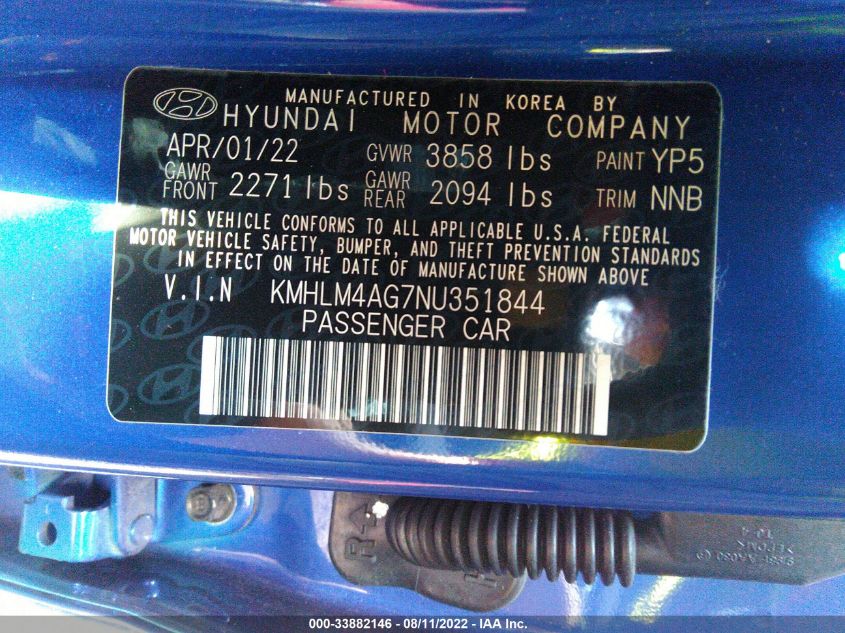 MANUFACTURED IN KOREA BY
HYUNDAI MOTOR COMPANY
APR/01/22 GVWR 3858 lbs PAINT YP5
GAWR FRONT 2271 lbs GAWR REAR 2094 lbs TRIM NNB
THIS VEHICLE CONFORMS TO ALL APPLICABLE U.S.A. FEDERAL
MOTOR VEHICLE SAFETY, BUMPER, AND THEFT PREVENTION STANDARDS
IN EFFECT ON THE DATE OF MANUFACTURE SHOWN ABOVE
V.I.N KMHLM4AG7NU351844
PASSENGER CAR
R
000-33882146 - 08/11/2022 - IAA Inc.